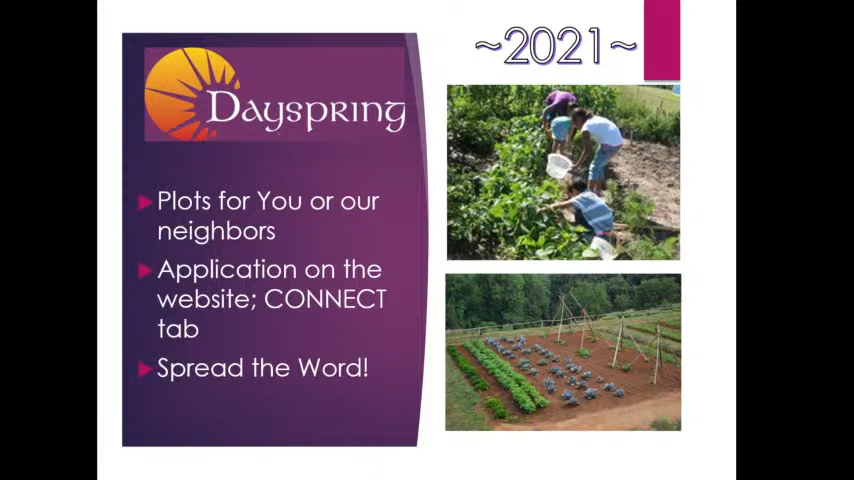 ~2021~
Dayspring
Plots for You or our
neighbors
Application on the
website; CONNECT
tab
Spread the Word!